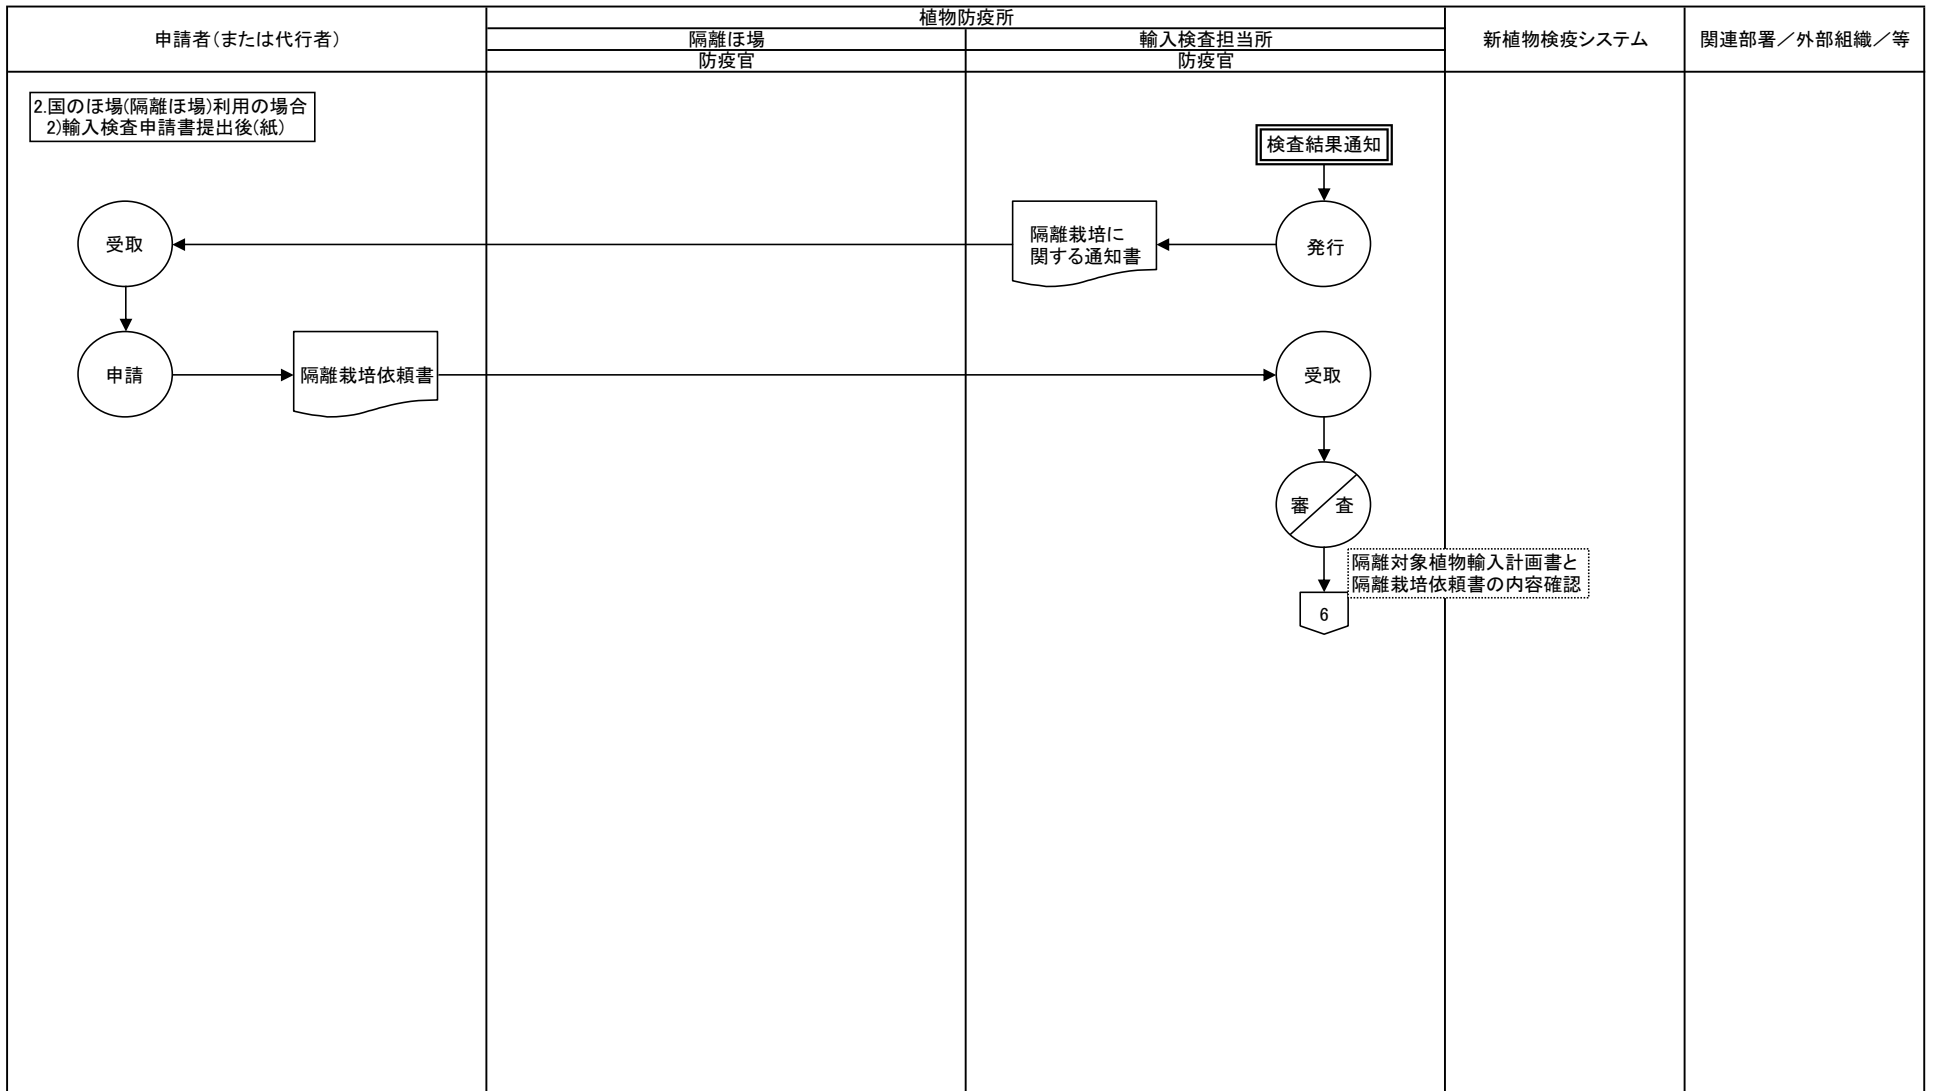 植物防疫所
申請者（または代行者）
隔離ほ場
輸入検査担当所
新植物検疫システム
関連部署／外部組織／等
防疫官
防疫官
2.国のほ場(隔離ほ場)利用の場合
2)輸入検査申請書提出後(紙)
検査結果通知
受取
隔離栽培に
関する通知書
発行
申請
隔離栽培依頼書
受取
審 査
隔離対象植物輸入計画書と
隔離栽培依頼書の内容確認
6